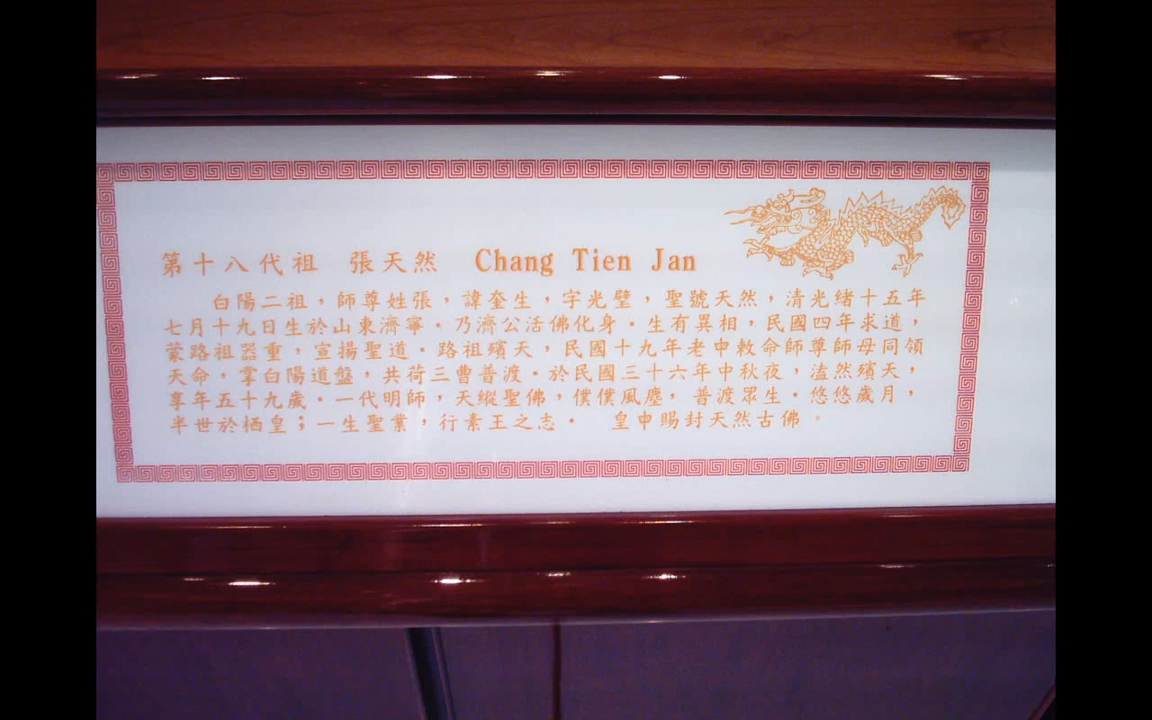 第十八代祖 張天然 Chang Tien Jan
白陽二祖，師尊姓張，諱奎生，字光璧，聖號天然，清光緒十五年
七月十九日生於山東濟寧。乃濟公活佛化身。生有異相，民國四年求道，
蒙路祖器重，宣揚聖道。路祖殯天，民國十九年老申敕命師尊師母同領
天命，掌白陽道盤，共荷三曹普渡。於民國三十六年中秋夜，溘然殯天，
享年五十九歲。一代明師，天縱聖佛，僕僕風塵，普渡眾生。悠悠歲月，
半世於栖皇；一生聖業，行素王之志。 皇申賜封天然古佛。